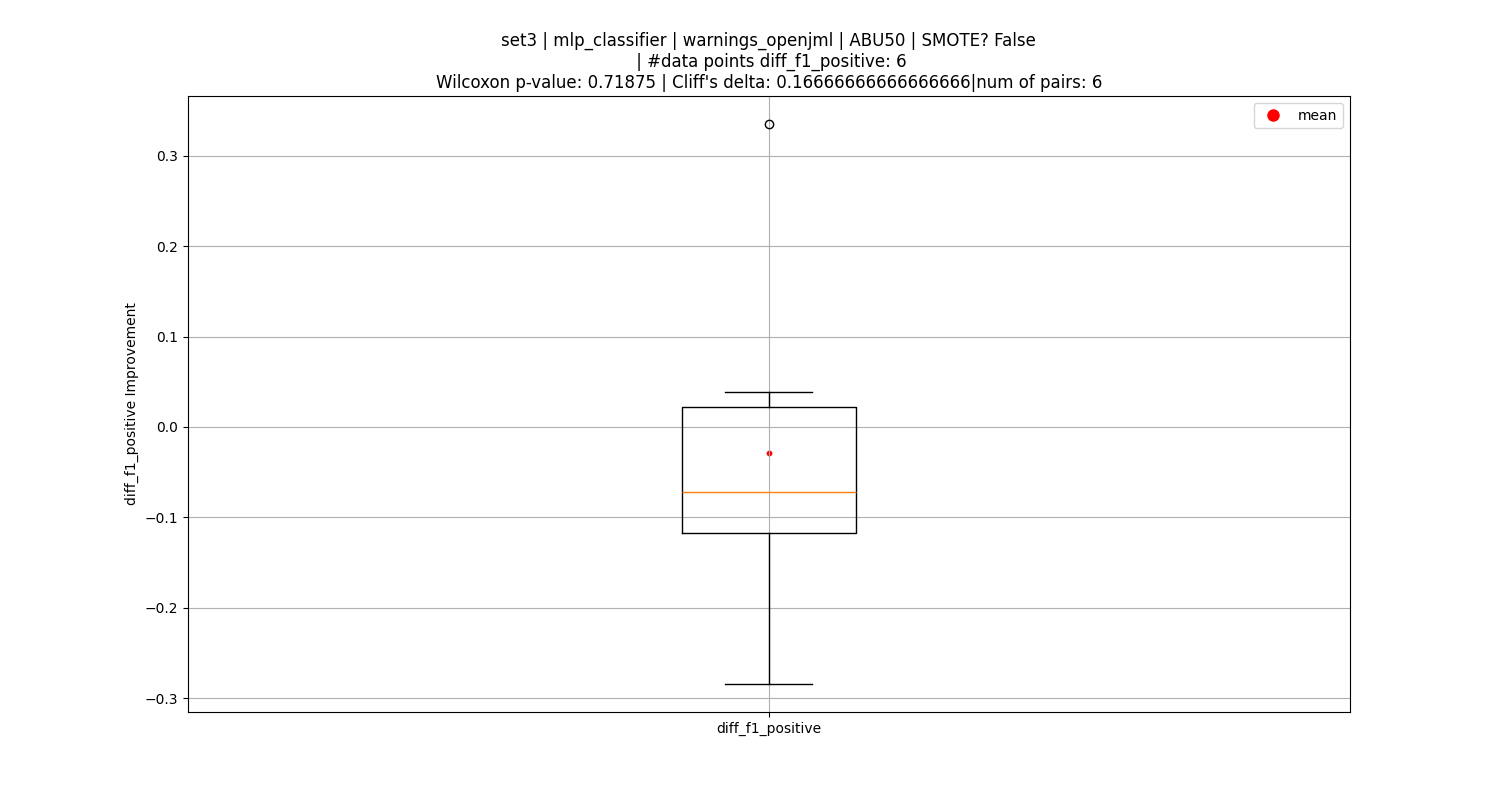 set3 | mlp_classifier | warnings_openjml | ABU50 | SMOTE? False
| #data points diff_f1_positive: 6
Wilcoxon p-value: 0.71875 | Cliff's delta: 0.16666666666666666|num of pairs: 6
mean
0.3
0.2
0.1
0.0
−0.1
−0.2
−0.3
diff_f1_positive Improvement
diff_f1_positive